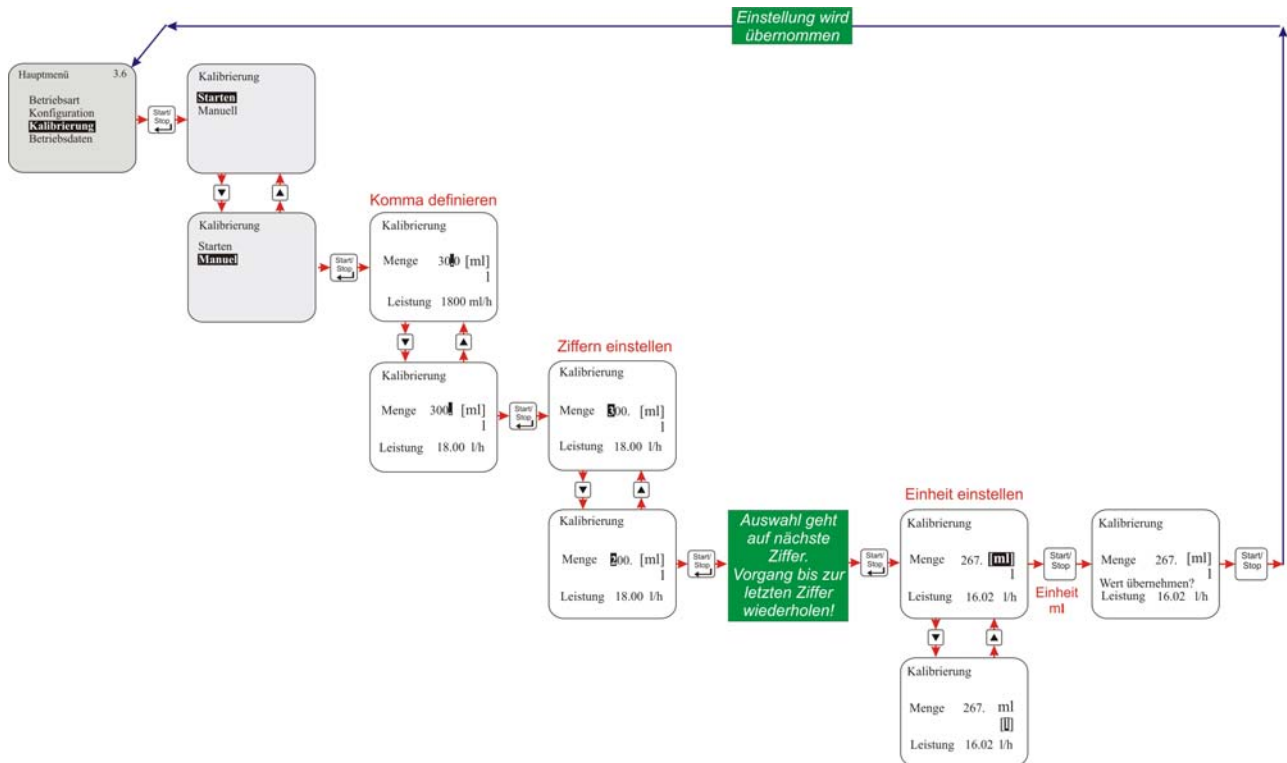 Einstellung wird
übernommen
Hauptmenü 3.6
Betriebsart
Konfiguration
Kalibrierung
Betriebsdaten
Start/
Stop
Kalibrierung
Starten
Manuell
▼ ▲
Kalibrierung
Starten
Manuel
Start/
Stop
Komma definieren
Kalibrierung
Menge 30.0 [ml]
l
Leistung 1800 ml/h
▼ ▲
Kalibrierung
Menge 300. [ml]
l
Leistung 18.00 l/h
Start/
Stop
Ziffern einstellen
Kalibrierung
Menge 300. [ml]
l
Leistung 18.00 l/h
▼ ▲
Kalibrierung
Menge 200. [ml]
l
Leistung 18.00 l/h
Start/
Stop
Auswahl geht
auf nächste
Ziffer.
Vorgang bis zur
letzten Ziffer
wiederholen!
Start/
Stop
Einheit einstellen
Kalibrierung
Menge 267. [ml]
l
Leistung 16.02 l/h
▼ ▲
Kalibrierung
Menge 267. ml
[l]
Leistung 16.02 l/h
Start/
Stop
Einheit
ml
Kalibrierung
Menge 267. [ml]
l
Wert übernehmen?
Leistung 16.02 l/h
Start/
Stop